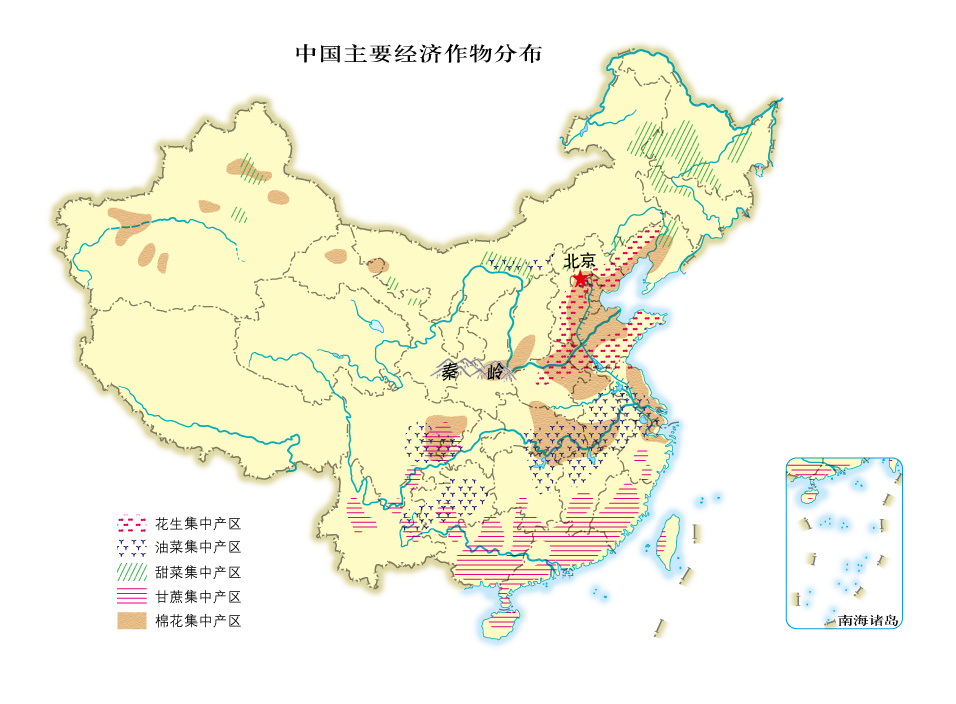 中国主要经济作物分布
北京
秦岭
花生集中产区
油菜集中产区
甜菜集中产区
甘蔗集中产区
棉花集中产区
南海诸岛